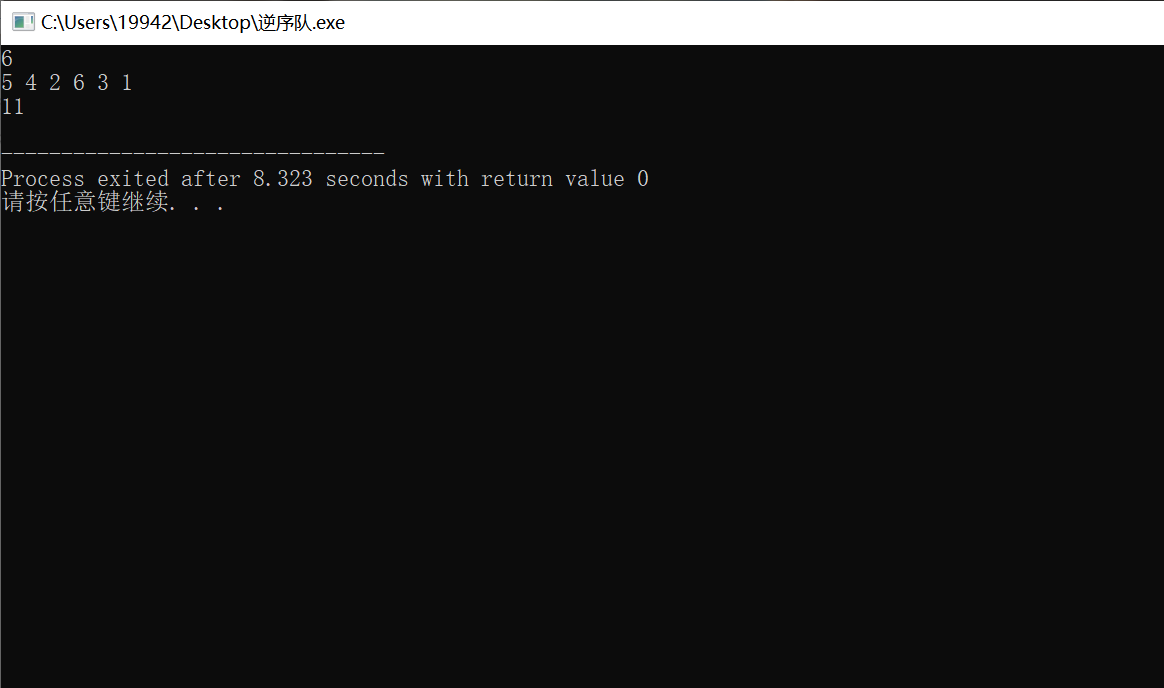 C:\Users\19942\Desktop\逆序队.exe
6
5 4 2 6 3 1
11
--------------------------------
Process exited after 8.323 seconds with return value 0
请按任意键继续. . .